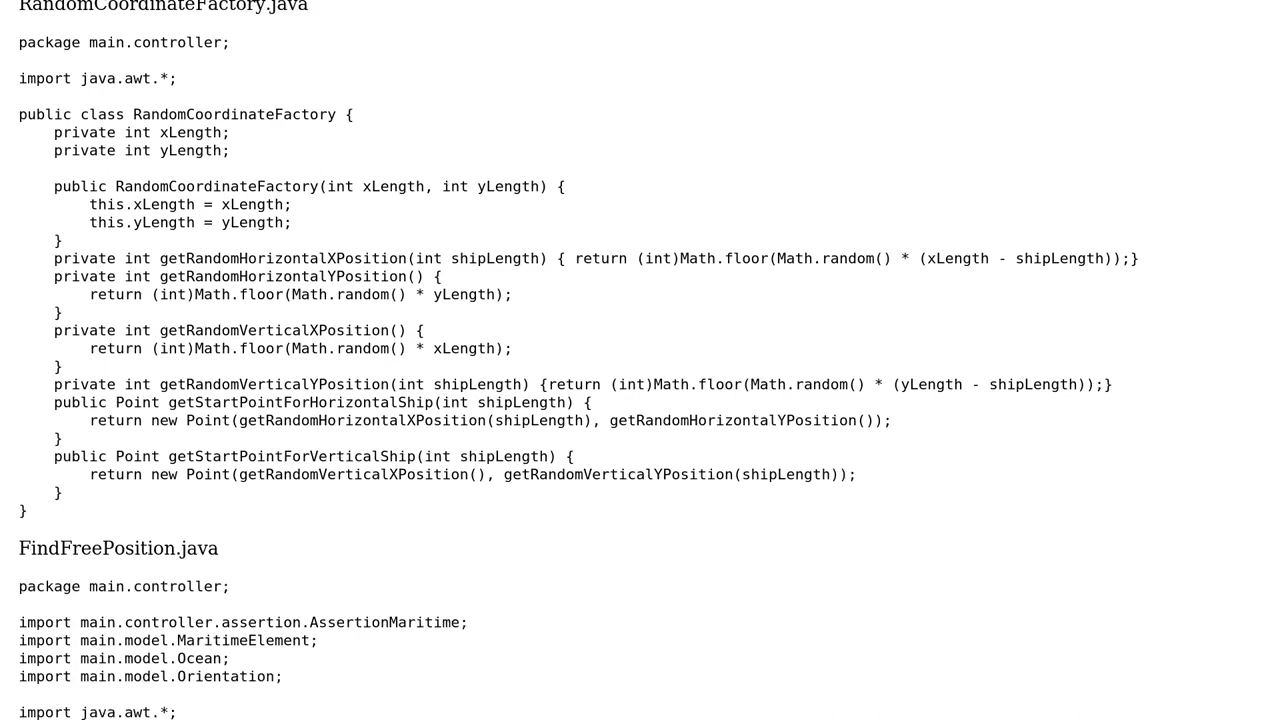 RandomCoordinateFactory.java
package main.controller;
import java.awt.*;
public class RandomCoordinateFactory {
    private int xLength;
    private int yLength;
    public RandomCoordinateFactory(int xLength, int yLength) {
        this.xLength = xLength;
        this.yLength = yLength;
    }
    private int getRandomHorizontalXPosition(int shipLength) { return (int)Math.floor(Math.random() * (xLength - shipLength));}
    private int getRandomHorizontalYPosition() {
        return (int)Math.floor(Math.random() * yLength);
    }
    private int getRandomVerticalXPosition() {
        return (int)Math.floor(Math.random() * xLength);
    }
    private int getRandomVerticalYPosition(int shipLength) {return (int)Math.floor(Math.random() * (yLength - shipLength));}
    public Point getStartPointForHorizontalShip(int shipLength) {
        return new Point(getRandomHorizontalXPosition(shipLength), getRandomHorizontalYPosition());
    }
    public Point getStartPointForVerticalShip(int shipLength) {
        return new Point(getRandomVerticalXPosition(), getRandomVerticalYPosition(shipLength));
    }
}
FindFreePosition.java
package main.controller;
import main.controller.assertion.AssertionMaritime;
import main.model.MaritimeElement;
import main.model.Ocean;
import main.model.Orientation;
import java.awt.*;